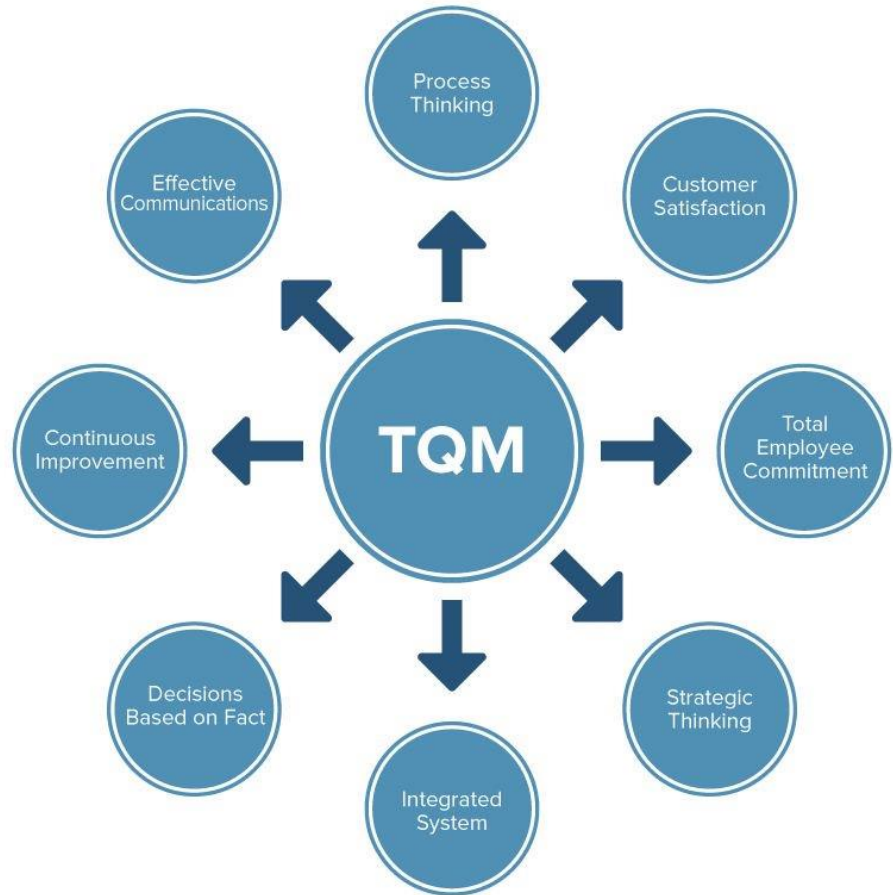 Process
Thinking
Customer
Satisfaction
Total
Employee
Commitment
Strategic
Thinking
Integrated
System
Decisions
Based on Fact
Continuous
Improvement
Effective
Communications
TQM